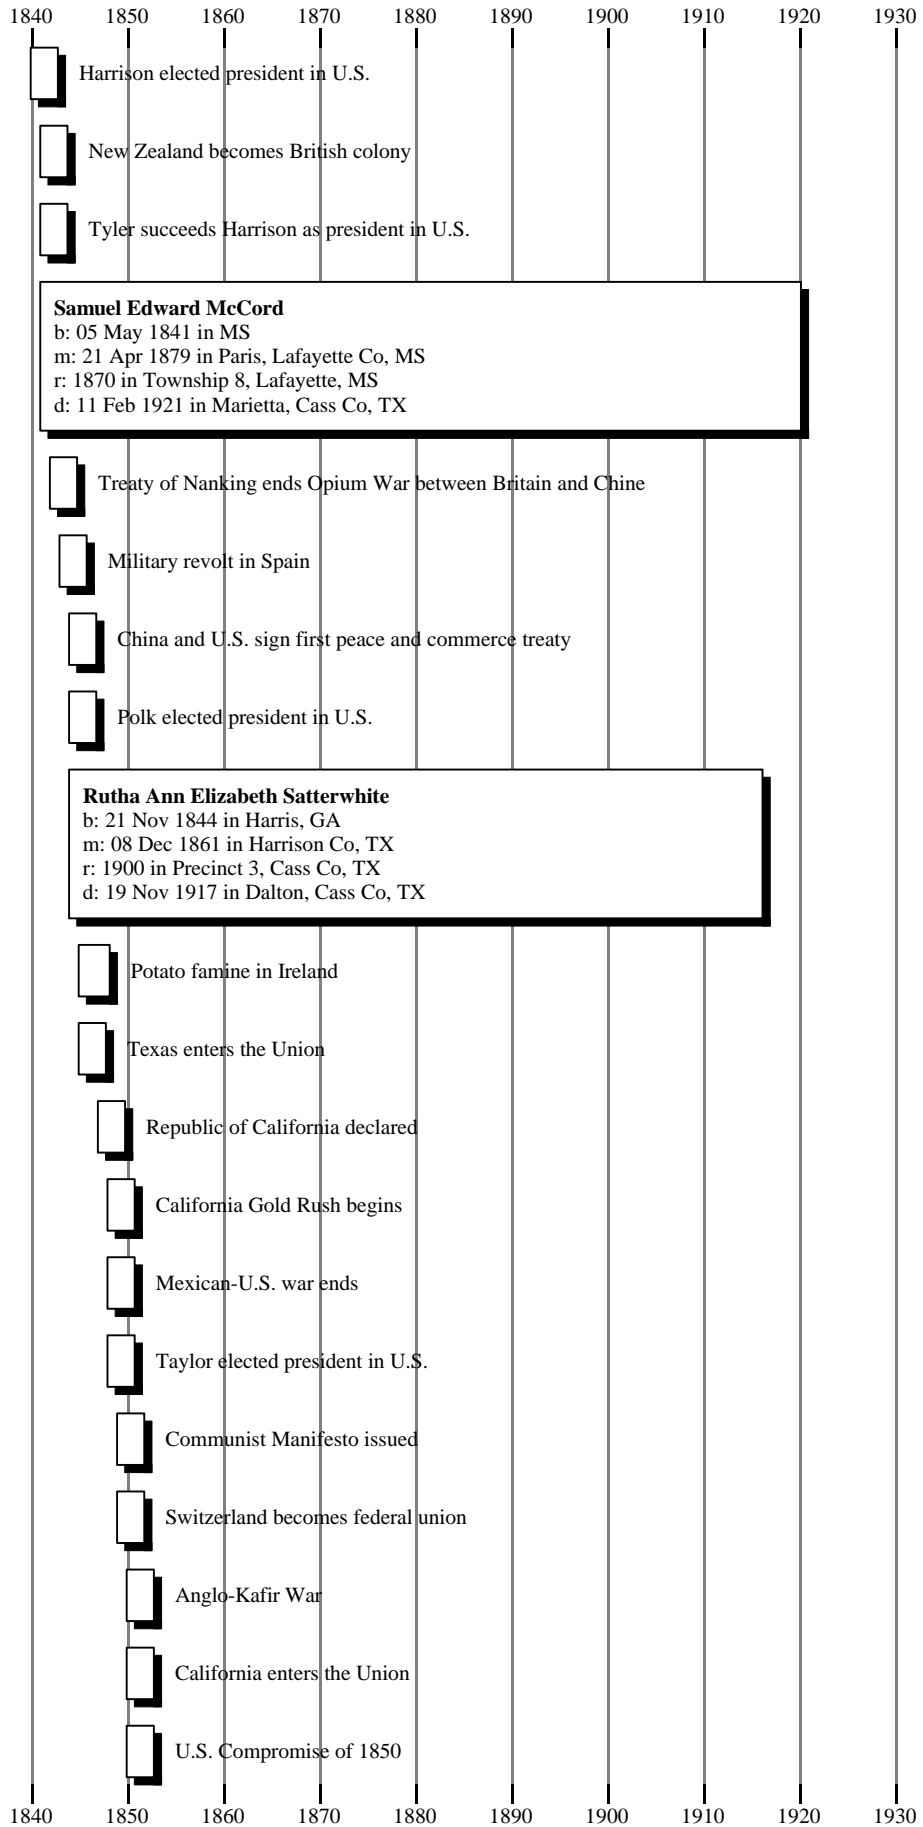 1840 1850 1860 1870 1880 1890 1900 1910 1920 1930
Harrison elected president in U.S.
New Zealand becomes British colony
Tyler succeeds Harrison as president in U.S.
Samuel Edward McCord
b: 05 May 1841 in MS
m: 21 Apr 1879 in Paris, Lafayette Co, MS
r: 1870 in Township 8, Lafayette, MS
d: 11 Feb 1921 in Marietta, Cass Co, TX
Treaty of Nanking ends Opium War between Britain and Chine
Military revolt in Spain
China and U.S. sign first peace and commerce treaty
Polk elected president in U.S.
Rutha Ann Elizabeth Satterwhite
b: 21 Nov 1844 in Harris, GA
m: 08 Dec 1861 in Harrison Co, TX
r: 1900 in Precinct 3, Cass Co, TX
d: 19 Nov 1917 in Dalton, Cass Co, TX
Potato famine in Ireland
Texas enters the Union
Republic of California declared
California Gold Rush begins
Mexican-U.S. war ends
Taylor elected president in U.S.
Communist Manifesto issued
Switzerland becomes federal union
Anglo-Kafir War
California enters the Union
U.S. Compromise of 1850
1840 1850 1860 1870 1880 1890 1900 1910 1920 1930